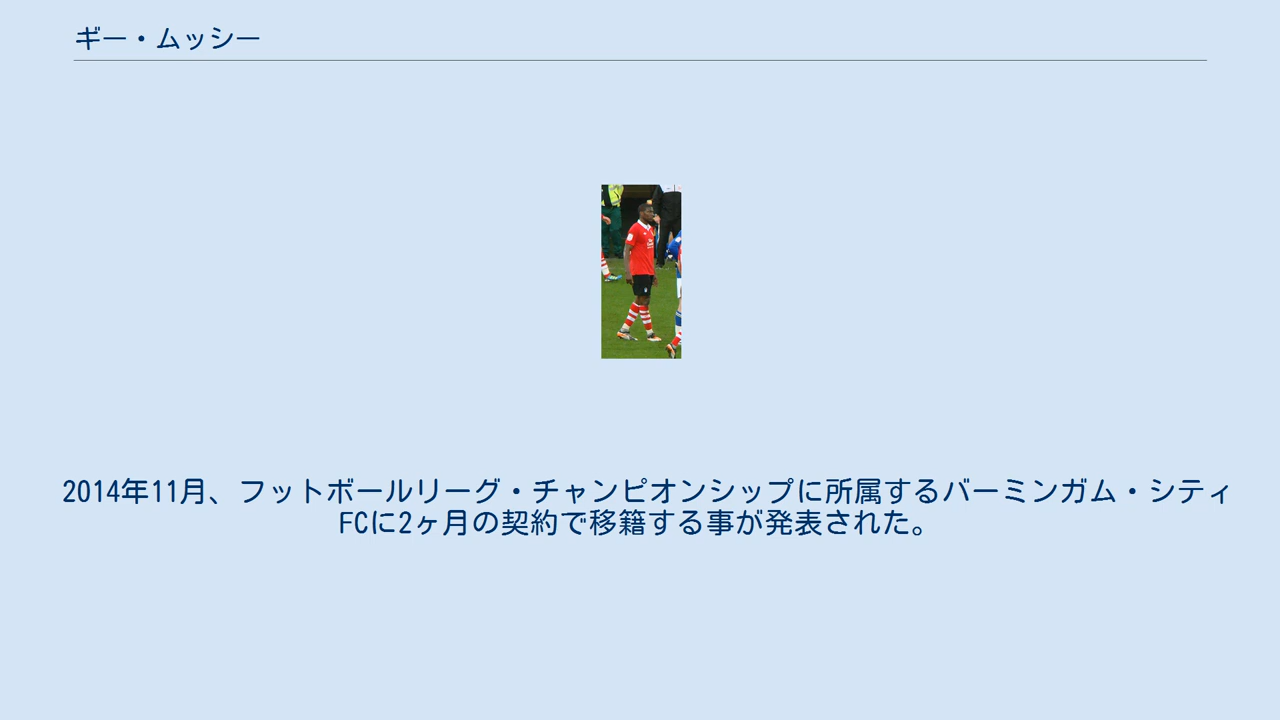 ギー・ムッシー
2014年11月、フットボールリーグ・チャンピオンシップに所属するバーミンガム・シティ
FCに2ヶ月の契約で移籍する事が発表された。